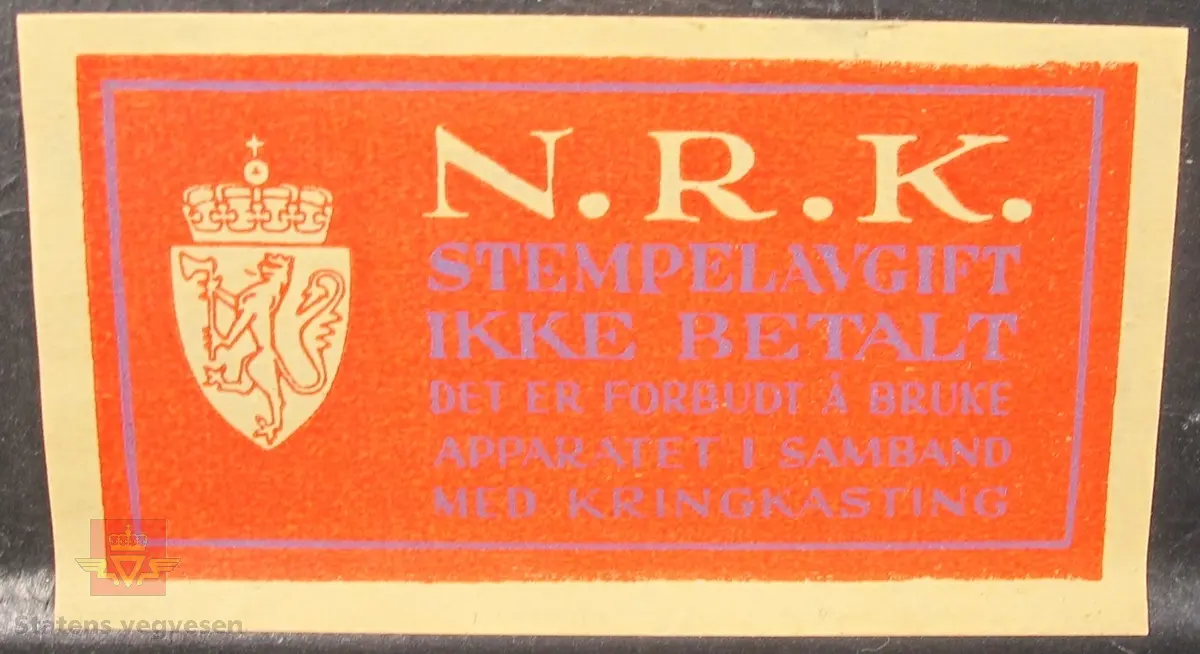 N.R.K.
STEMPELAVGIFT
IKKE BETALT
DET ER FORBUDT Å BRUKE
APPARATET I SAMBAND
MED KRINGKASTING
Statens vegvesen